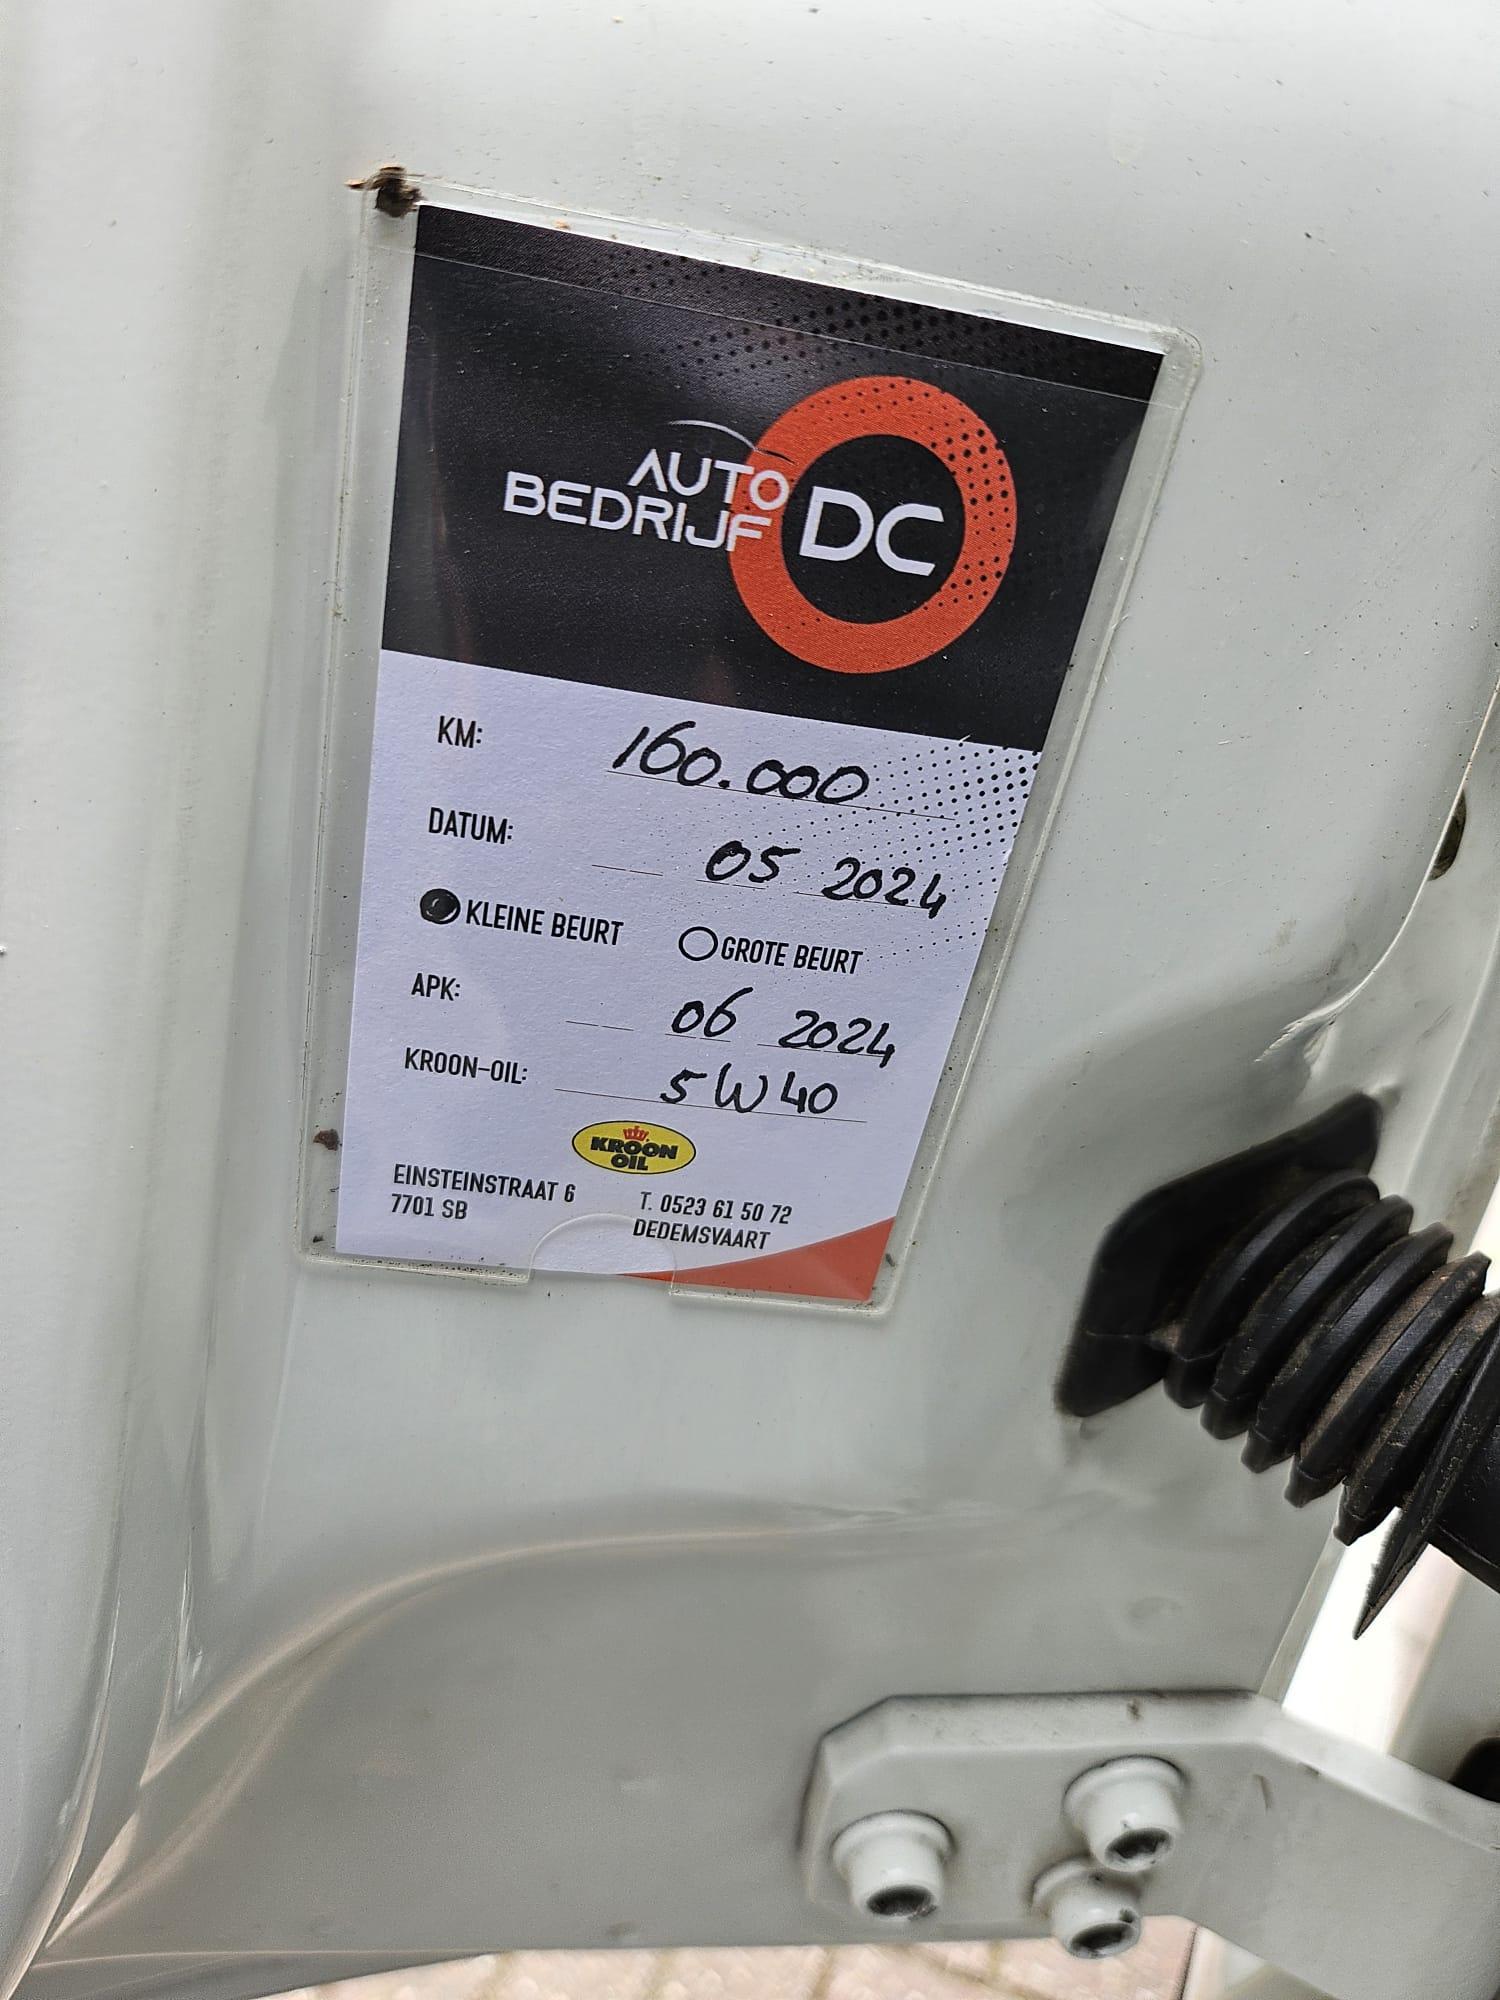 AUTO
BEDRIJF DC
KM: 160.000
DATUM: 05 2024
KLEINE BEURT GROTE BEURT
APK: 06 2024
KROON-OIL: 5W40
KROON
OIL
EINSTEINSTRAAT 6 T. 0523 61 50 72
7701 SB DEDEMSVAART